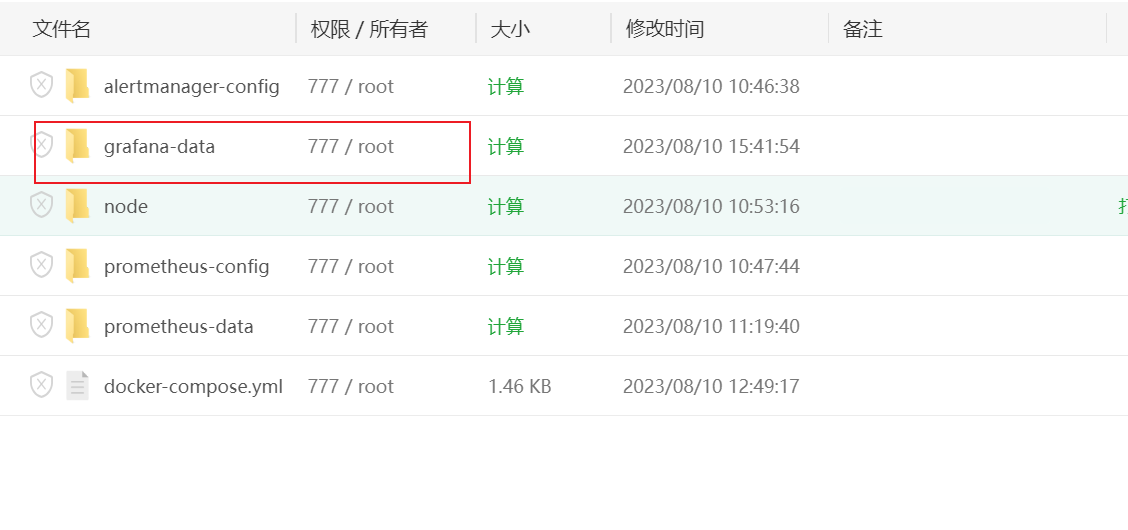 文件名 权限 / 所有者 大小 修改时间 备注
alertmanager-config 777 / root 计算 2023/08/10 10:46:38
grafana-data 777 / root 计算 2023/08/10 15:41:54
node 777 / root 计算 2023/08/10 10:53:16
prometheus-config 777 / root 计算 2023/08/10 10:47:44
prometheus-data 777 / root 计算 2023/08/10 11:19:40
docker-compose.yml 777 / root 1.46 KB 2023/08/10 12:49:17